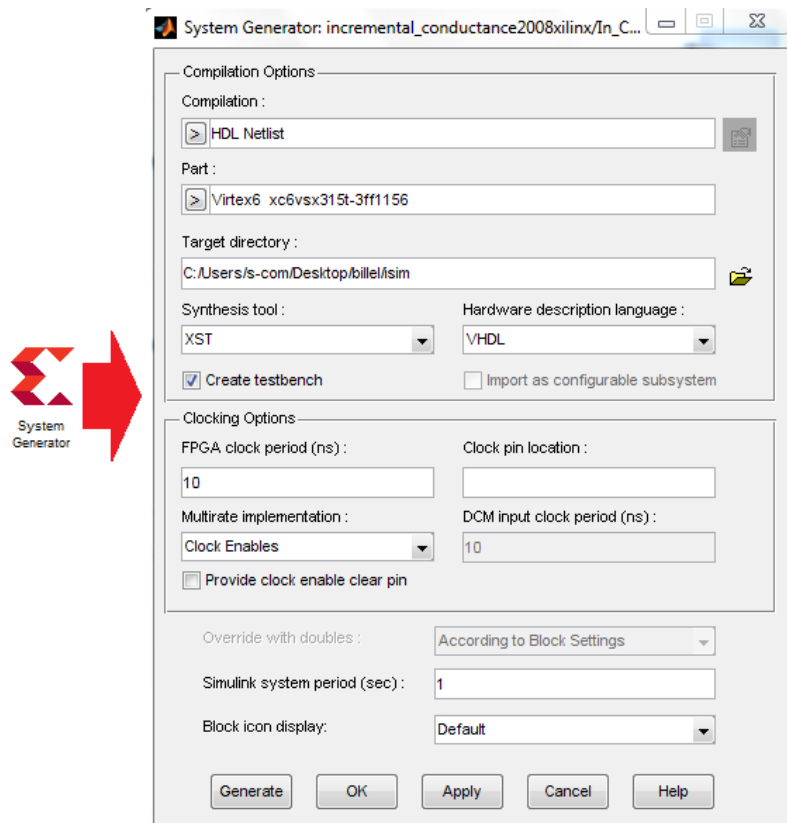 System Generator: incremental_conductance2008xilinx/In_C...
Compilation Options
Compilation :
> HDL Netlist
Part :
> Virtex6 xc6vsx315t-3ff1156
Target directory :
C:/Users/s-com/Desktop/billel/isim
Synthesis tool :
Hardware description language :
XST
VHDL
Create testbench
Import as configurable subsystem
System
Generator
Clocking Options
FPGA clock period (ns) :
Clock pin location :
10
Multirate implementation :
DCM input clock period (ns) :
Clock Enables
10
Provide clock enable clear pin
Override with doubles :
According to Block Settings
Simulink system period (sec) :
1
Block icon display:
Default
Generate
OK
Apply
Cancel
Help